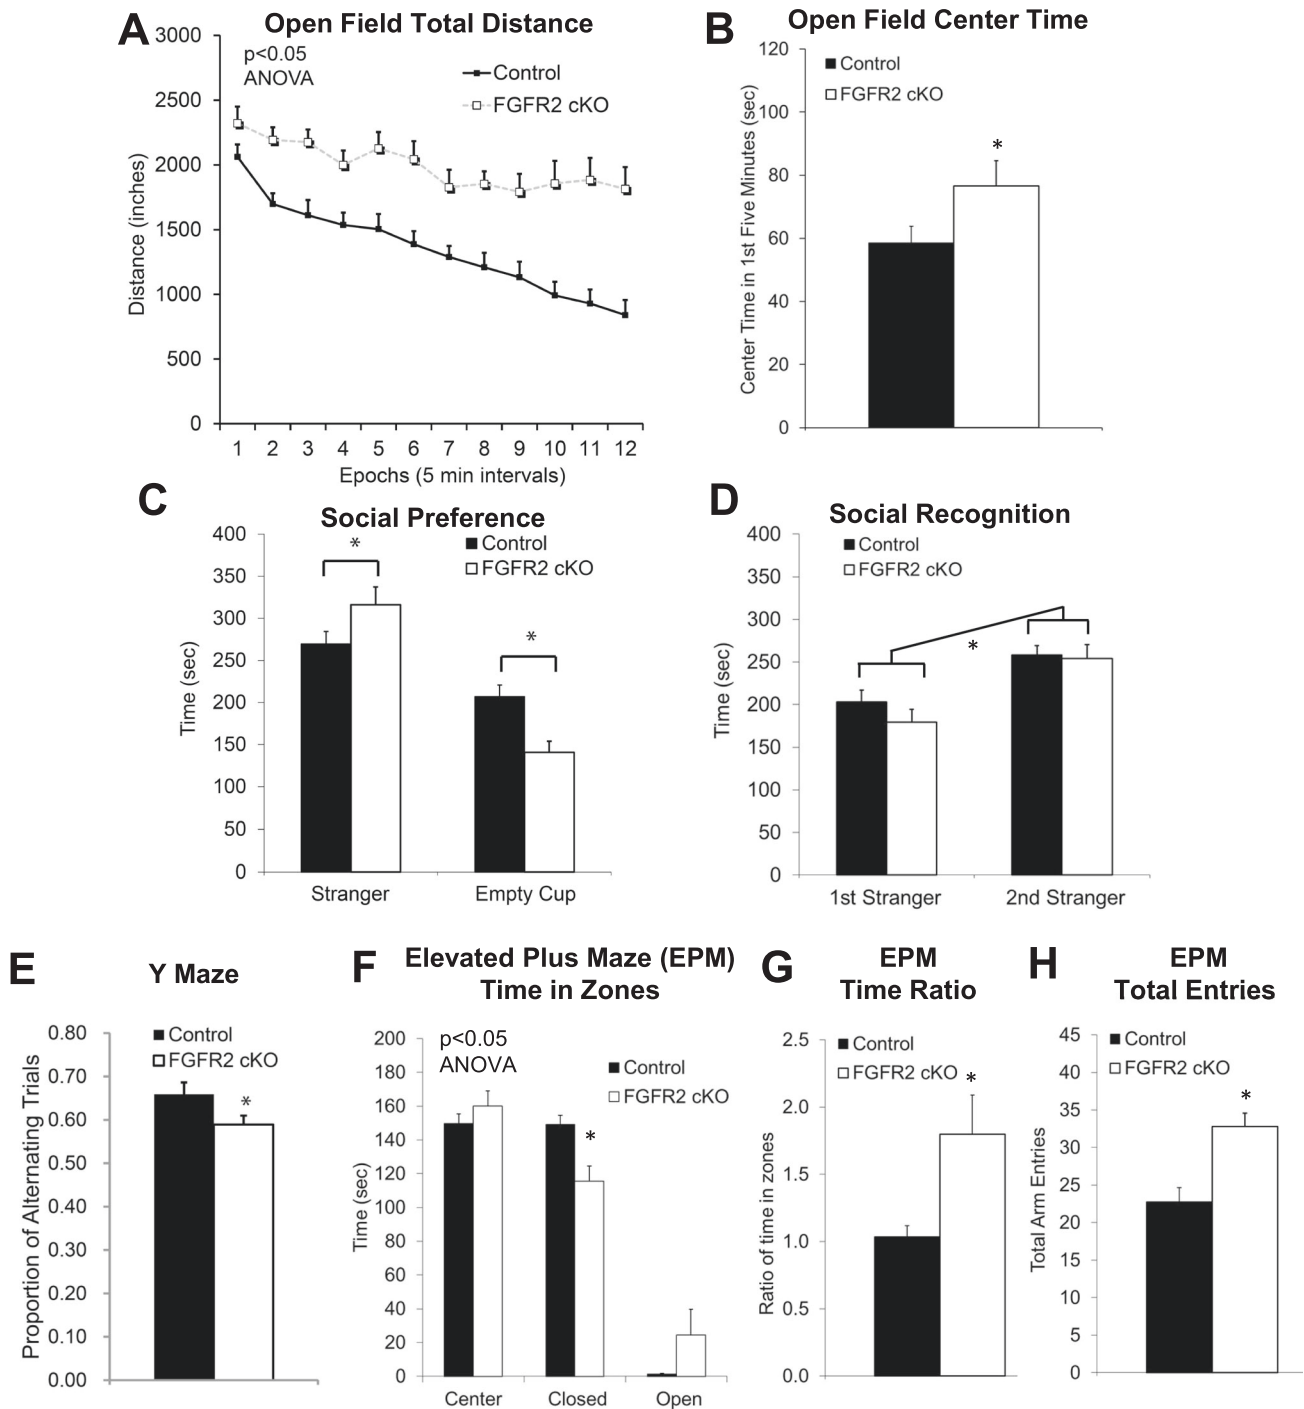 A
Open Field Total Distance
p<0.05
ANOVA
Control
FGFR2 cKO
Distance (inches)
3000
2500
2000
1500
1000
500
0
1 2 3 4 5 6 7 8 9 10 11 12
Epochs (5 min intervals)
B
Open Field Center Time
Control
FGFR2 cKO
*
Center Time in 1st Five Minutes (sec)
120
100
80
60
40
20
0
C
Social Preference
Control
FGFR2 cKO
*
*
Time (sec)
400
350
300
250
200
150
100
50
0
Stranger Empty Cup
D
Social Recognition
Control
FGFR2 cKO
*
Time (sec)
400
350
300
250
200
150
100
50
0
1st Stranger 2nd Stranger
E
Y Maze
Control
FGFR2 cKO
*
Proportion of Alternating Trials
0.80
0.70
0.60
0.50
0.40
0.30
0.20
0.10
0.00
F
Elevated Plus Maze (EPM)
Time in Zones
p<0.05
ANOVA
Control
FGFR2 cKO
*
Time (sec)
200
180
160
140
120
100
80
60
40
20
0
Center Closed Open
G
EPM
Time Ratio
Control
FGFR2 cKO
*
Ratio of time in zones
2.5
2.0
1.5
1.0
0.5
0.0
H
EPM
Total Entries
Control
FGFR2 cKO
*
Total Arm Entries
45
40
35
30
25
20
15
10
5
0